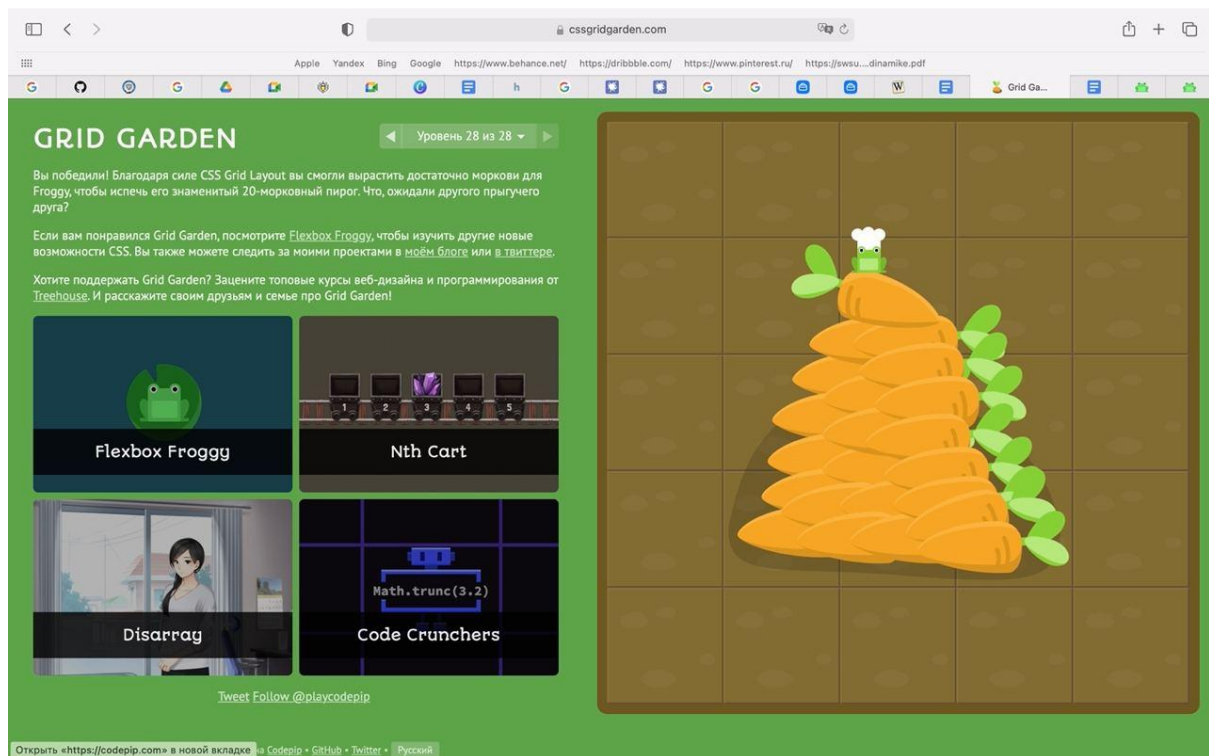 cssgridgarden.com
Apple Yandex Bing Google https://www.behance.net/ https://dribbble.com/ https://www.pinterest.ru/ https://swsu....dinamike.pdf
Grid Ga...
GRID GARDEN
Уровень 28 из 28
Вы победили! Благодаря силе CSS Grid Layout вы смогли вырастить достаточно моркови для
Froggy, чтобы испечь его знаменитый 20-морковный пирог. Что, ожидали другого прыгучего
друга?
Если вам понравился Grid Garden, посмотрите Flexbox Froggy, чтобы изучить другие новые
возможности CSS. Вы также можете следить за моими проектами в моём блоге или в твиттере.
Хотите поддержать Grid Garden? Зацените топовые курсы веб-дизайна и программирования от
Treehouse. И расскажите своим друзьям и семье про Grid Garden!
1 2 3 4 5
Flexbox Froggy
Nth Cart
Math.trunc(3.2)
Disarray
Code Crunchers
Tweet Follow @playcodepip
Открыть «https://codepip.com» в новой вкладке на Codepip • GitHub • Twitter • Русский